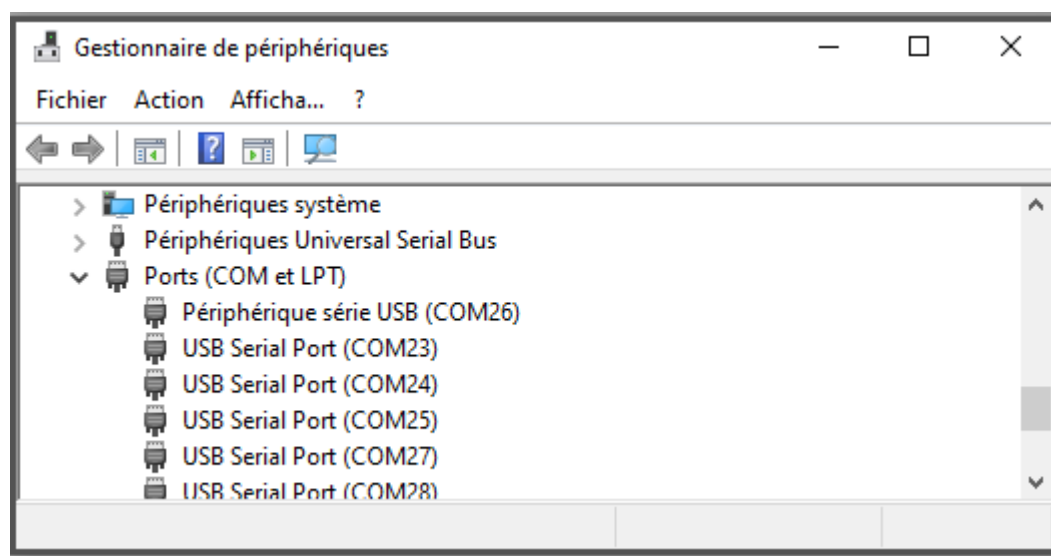 Gestionnaire de périphériques
Fichier Action Afficha... ?
Périphériques système
Périphériques Universal Serial Bus
Ports (COM et LPT)
Périphérique série USB (COM26)
USB Serial Port (COM23)
USB Serial Port (COM24)
USB Serial Port (COM25)
USB Serial Port (COM27)
USB Serial Port (COM28)